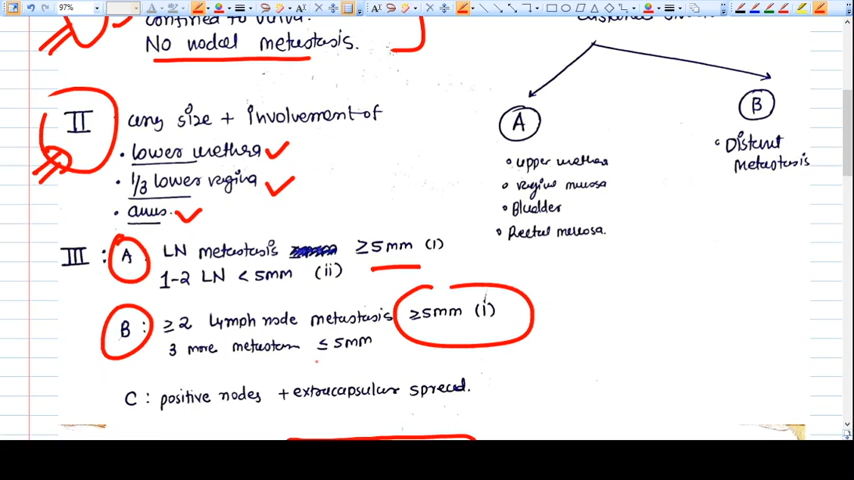 97%
confined to vulva.
No nodal metastasis.
II any size + involvement of
• lower urethra
• 1/3 lower vagina
• anus.
III : A LN metastasis ≥5mm (i)
1-2 LN <5mm (ii)
B : ≥2 Lymph node metastasis ≥5mm (i)
3 more metastasis ≤5mm
C : positive nodes + extracapsular spread.
A
• upper urethra
• vagina mucosa
• Bladder
• Rectal mucosa.
B
• Distant
metastasis